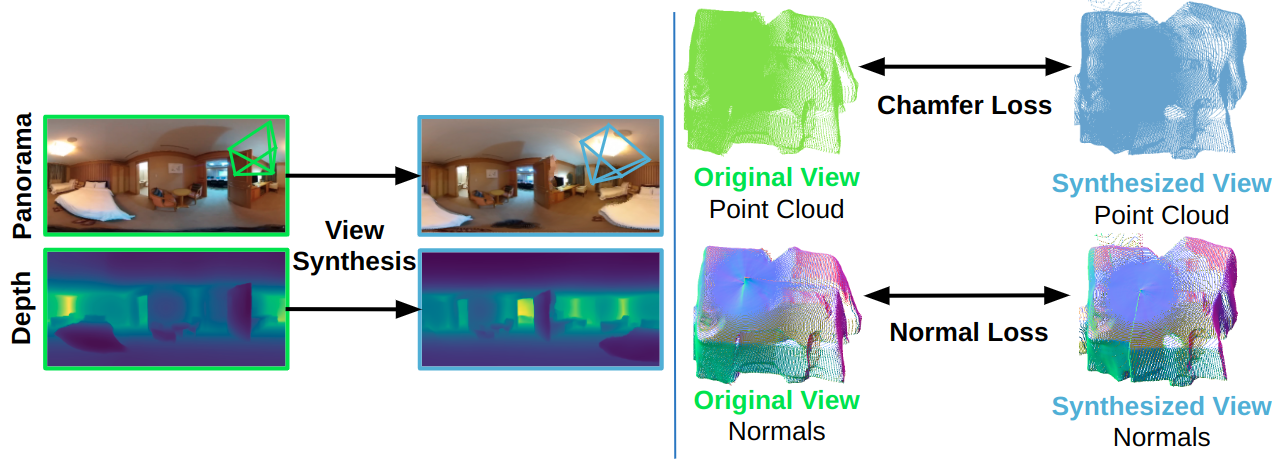 Panorama
Depth
View
Synthesis
Chamfer Loss
Original View
Point Cloud
Synthesized View
Point Cloud
Normal Loss
Original View
Normals
Synthesized View
Normals